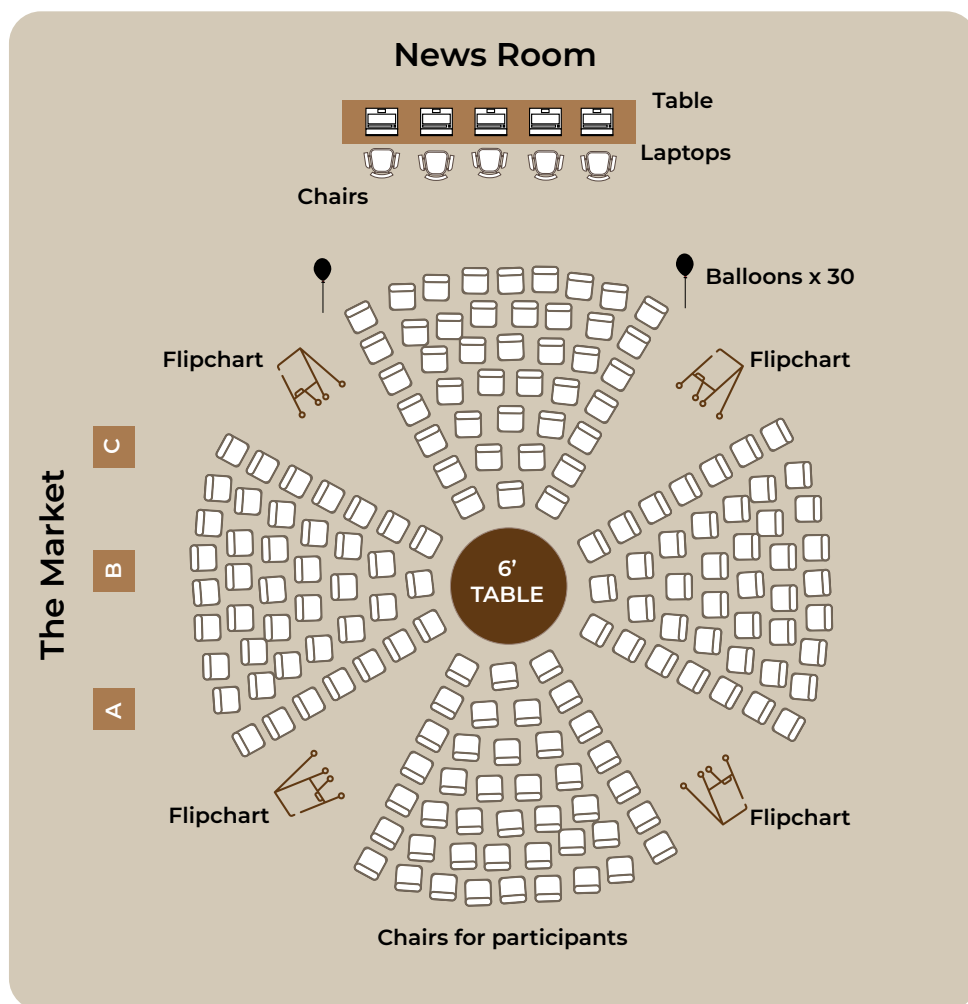 News Room
Table
Laptops
Chairs
Balloons x 30
Flipchart
Flipchart
The Market
C
B
A
6’
TABLE
Flipchart
Flipchart
Chairs for participants